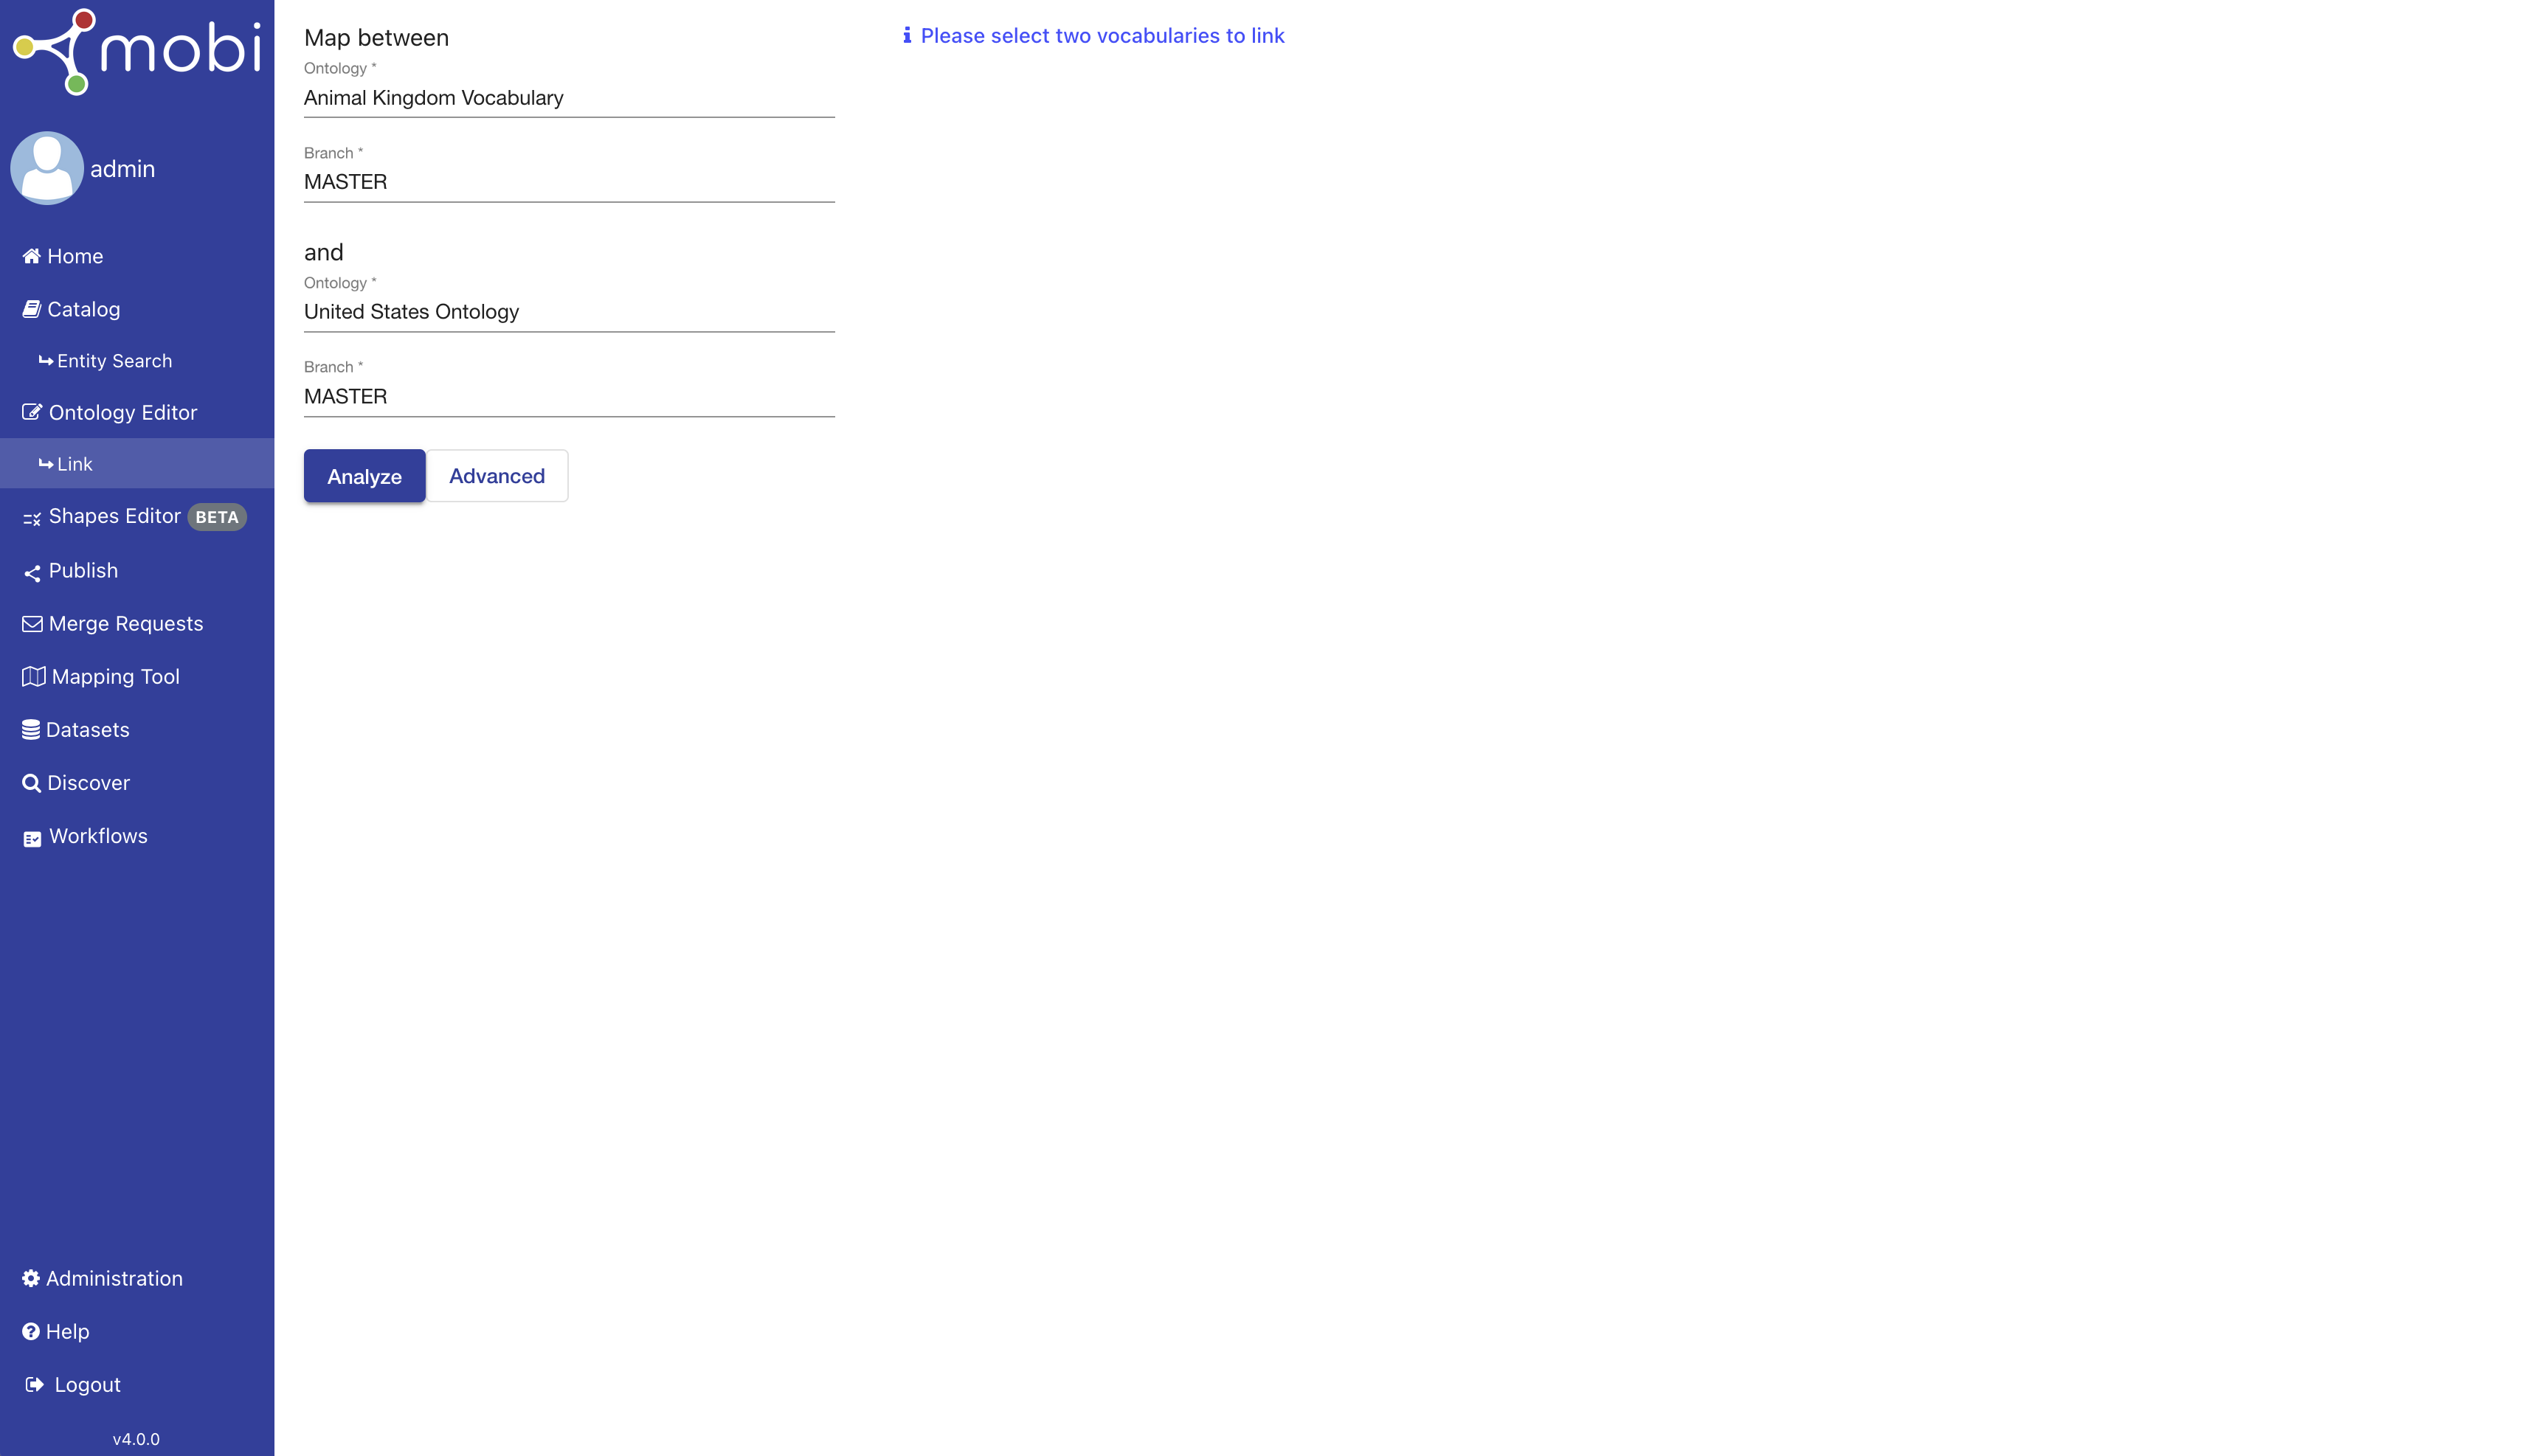 mobi
admin
Home
Catalog
Entity Search
Ontology Editor
Link
Shapes Editor BETA
Publish
Merge Requests
Mapping Tool
Datasets
Discover
Workflows
Administration
Help
Logout
v4.0.0
Map between
Ontology *
Animal Kingdom Vocabulary
Branch *
MASTER
and
Ontology *
United States Ontology
Branch *
MASTER
Analyze Advanced
Please select two vocabularies to link